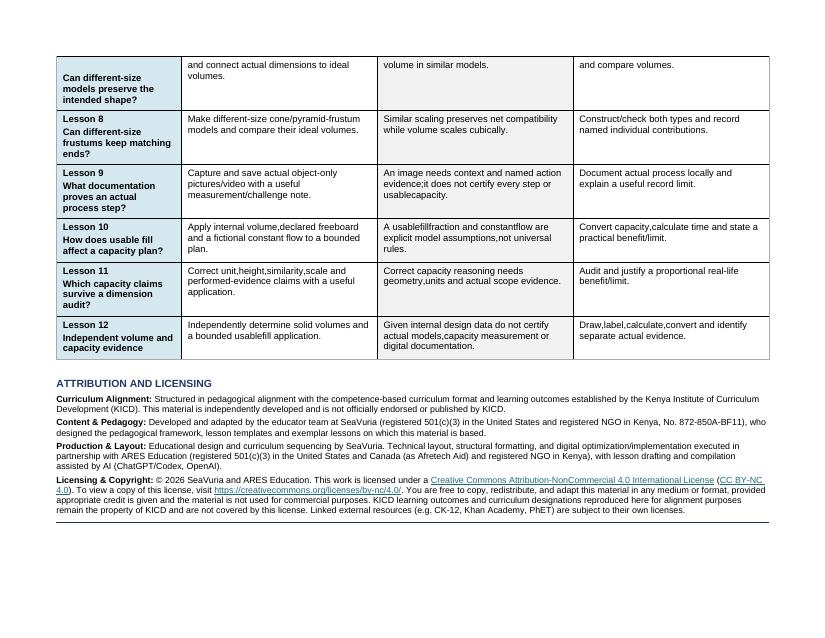 Can different-size
models preserve the
intended shape?
and connect actual dimensions to ideal
volumes.
volume in similar models.
and compare volumes.
Lesson 8
Can different-size
frustums keep matching
ends?
Make different-size cone/pyramid-frustum
models and compare their ideal volumes.
Similar scaling preserves net compatibility
while volume scales cubically.
Construct/check both types and record
named individual contributions.
Lesson 9
What documentation
proves an actual
process step?
Capture and save actual object-only
pictures/video with a useful
measurement/challenge note.
An image needs context and named action
evidence;it does not certify every step or
usablecapacity.
Document actual process locally and
explain a useful record limit.
Lesson 10
How does usable fill
affect a capacity plan?
Apply internal volume,declared freeboard
and a fictional constant flow to a bounded
plan.
A usablefillfraction and constantflow are
explicit model assumptions,not universal
rules.
Convert capacity,calculate time and state a
practical benefit/limit.
Lesson 11
Which capacity claims
survive a dimension
audit?
Correct unit,height,similarity,scale and
performed-evidence claims with a useful
application.
Correct capacity reasoning needs
geometry,units and actual scope evidence.
Audit and justify a proportional real-life
benefit/limit.
Lesson 12
Independent volume and
capacity evidence
Independently determine solid volumes and
a bounded usablefill application.
Given internal design data do not certify
actual models,capacity measurement or
digital documentation.
Draw,label,calculate,convert and identify
separate actual evidence.
ATTRIBUTION AND LICENSING
Curriculum Alignment: Structured in pedagogical alignment with the competence-based curriculum format and learning outcomes established by the Kenya Institute of Curriculum
Development (KICD). This material is independently developed and is not officially endorsed or published by KICD.
Content & Pedagogy: Developed and adapted by the educator team at SeaVuria (registered 501(c)(3) in the United States and registered NGO in Kenya, No. 872-850A-BF11), who
designed the pedagogical framework, lesson templates and exemplar lessons on which this material is based.
Production & Layout: Educational design and curriculum sequencing by SeaVuria. Technical layout, structural formatting, and digital optimization/implementation executed in
partnership with ARES Education (registered 501(c)(3) in the United States and Canada (as Afretech Aid) and registered NGO in Kenya), with lesson drafting and compilation
assisted by AI (ChatGPT/Codex, OpenAI).
Licensing & Copyright: © 2026 SeaVuria and ARES Education. This work is licensed under a Creative Commons Attribution-NonCommercial 4.0 International License (CC BY-NC
4.0). To view a copy of this license, visit https://creativecommons.org/licenses/by-nc/4.0/. You are free to copy, redistribute, and adapt this material in any medium or format, provided
appropriate credit is given and the material is not used for commercial purposes. KICD learning outcomes and curriculum designations reproduced here for alignment purposes
remain the property of KICD and are not covered by this license. Linked external resources (e.g. CK-12, Khan Academy, PhET) are subject to their own licenses.